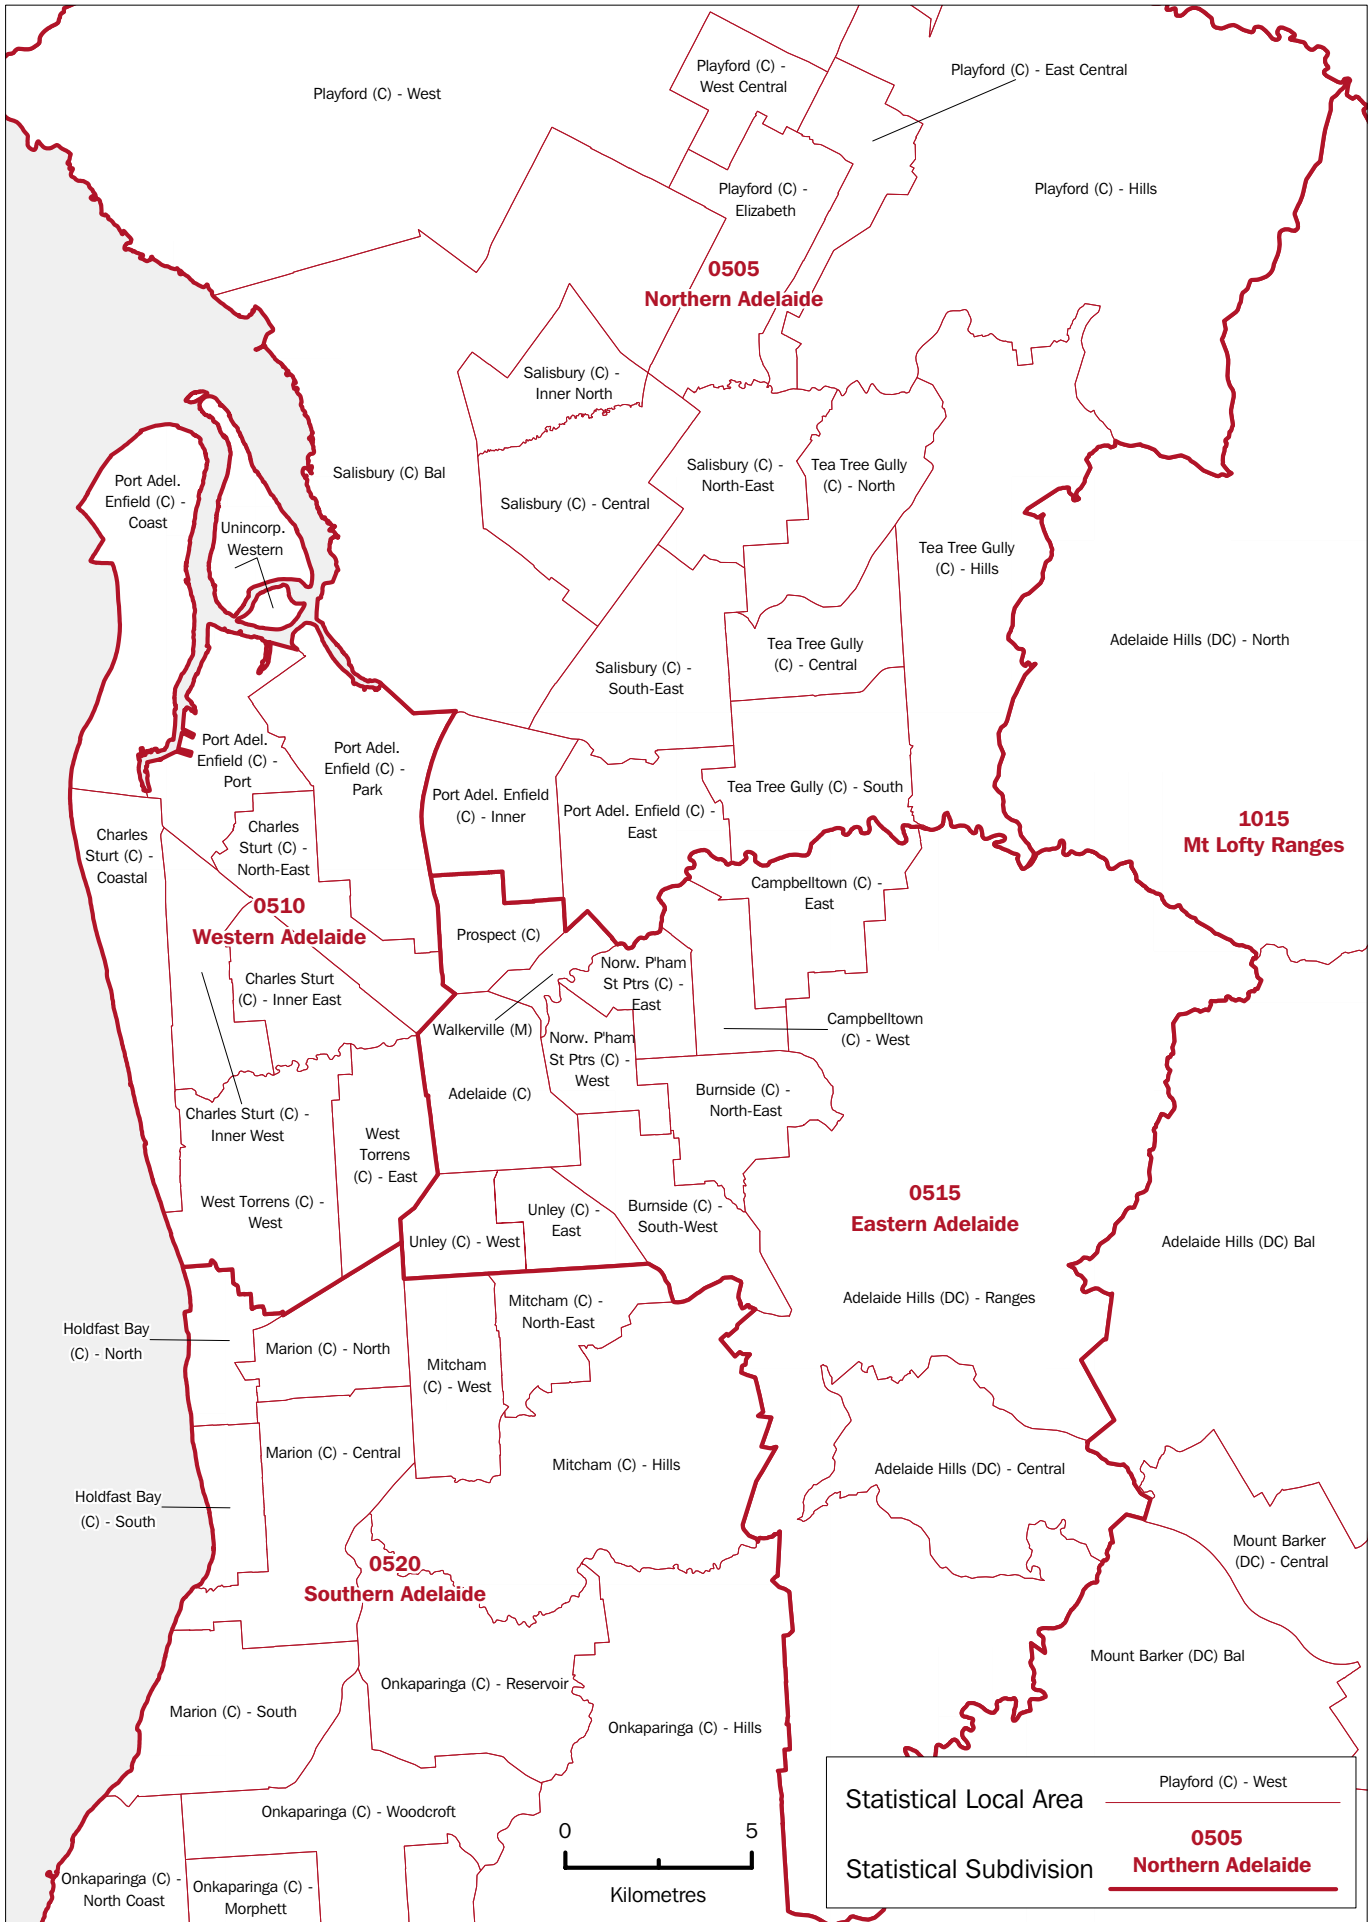 Playford (C) -
West Central
Playford (C) - East Central
Playford (C) - West
Playford (C) -
Elizabeth
Playford (C) - Hills
0505
Northern Adelaide
Salisbury (C) -
Inner North
Salisbury (C) Bal
Salisbury (C) -
North-East
Tea Tree Gully
(C) - North
Port Adel.
Enfield (C) -
Coast
Salisbury (C) - Central
Unincorp.
Western
Tea Tree Gully
(C) - Hills
Adelaide Hills (DC) - North
Tea Tree Gully
(C) - Central
Salisbury (C) -
South-East
Port Adel.
Enfield (C) -
Port
Port Adel.
Enfield (C) -
Park
Port Adel. Enfield
(C) - Inner
Port Adel. Enfield (C) -
East
Tea Tree Gully (C) - South
1015
Mt Lofty Ranges
Charles
Sturt (C) -
Coastal
Charles
Sturt (C) -
North-East
Campbelltown (C) -
East
0510
Western Adelaide
Prospect (C)
Norw. P'ham
St Ptrs (C) -
East
Charles Sturt
(C) - Inner East
Walkerville (M)
Campbelltown
(C) - West
Norw. P'ham
St Ptrs (C) -
West
Adelaide (C)
Burnside (C) -
North-East
Charles Sturt (C) -
Inner West
West
Torrens
(C) - East
West Torrens (C) -
West
0515
Eastern Adelaide
Unley (C) -
East
Burnside (C) -
South-West
Unley (C) - West
Adelaide Hills (DC) Bal
Adelaide Hills (DC) - Ranges
Mitcham (C) -
North-East
Holdfast Bay
(C) - North
Marion (C) - North
Mitcham
(C) - West
Marion (C) - Central
Mitcham (C) - Hills
Adelaide Hills (DC) - Central
Holdfast Bay
(C) - South
Mount Barker
(DC) - Central
0520
Southern Adelaide
Mount Barker (DC) Bal
Onkaparinga (C) - Reservoir
Marion (C) - South
Onkaparinga (C) - Hills
Onkaparinga (C) - Woodcroft
Onkaparinga (C) -
North Coast
Onkaparinga (C) -
Morphett
0 5
Kilometres
Statistical Local Area
Playford (C) - West
Statistical Subdivision
0505
Northern Adelaide